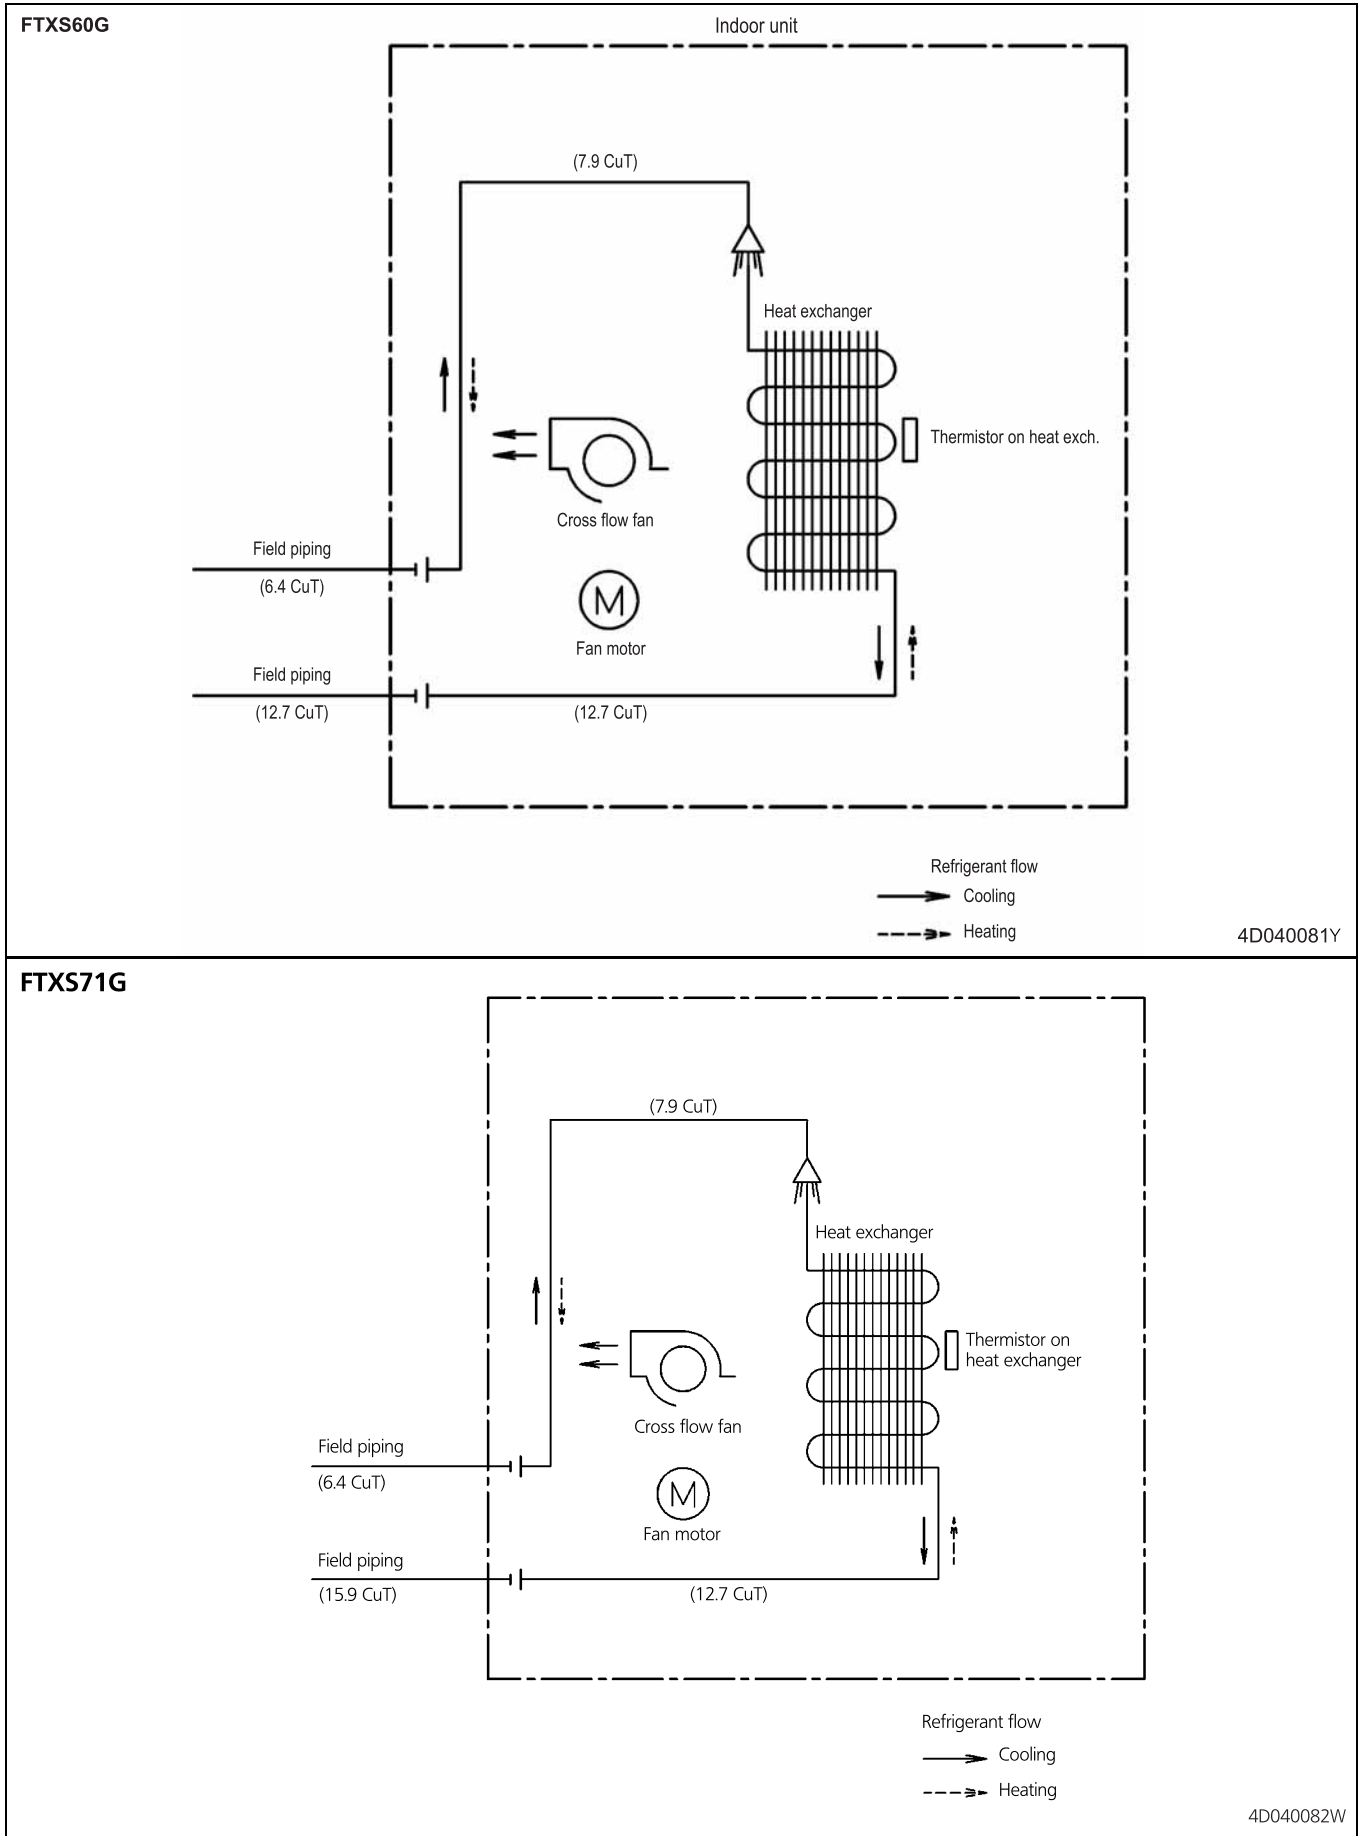 FTXS60G
Indoor unit
(7.9 CuT)
Heat exchanger
Thermistor on heat exch.
Cross flow fan
Field piping
(6.4 CuT)
M
Fan motor
Field piping
(12.7 CuT)
(12.7 CuT)
Refrigerant flow
Cooling
Heating
4D040081Y
FTXS71G
(7.9 CuT)
Heat exchanger
Thermistor on
heat exchanger
Cross flow fan
Field piping
(6.4 CuT)
M
Fan motor
Field piping
(15.9 CuT)
(12.7 CuT)
Refrigerant flow
Cooling
Heating
4D040082W